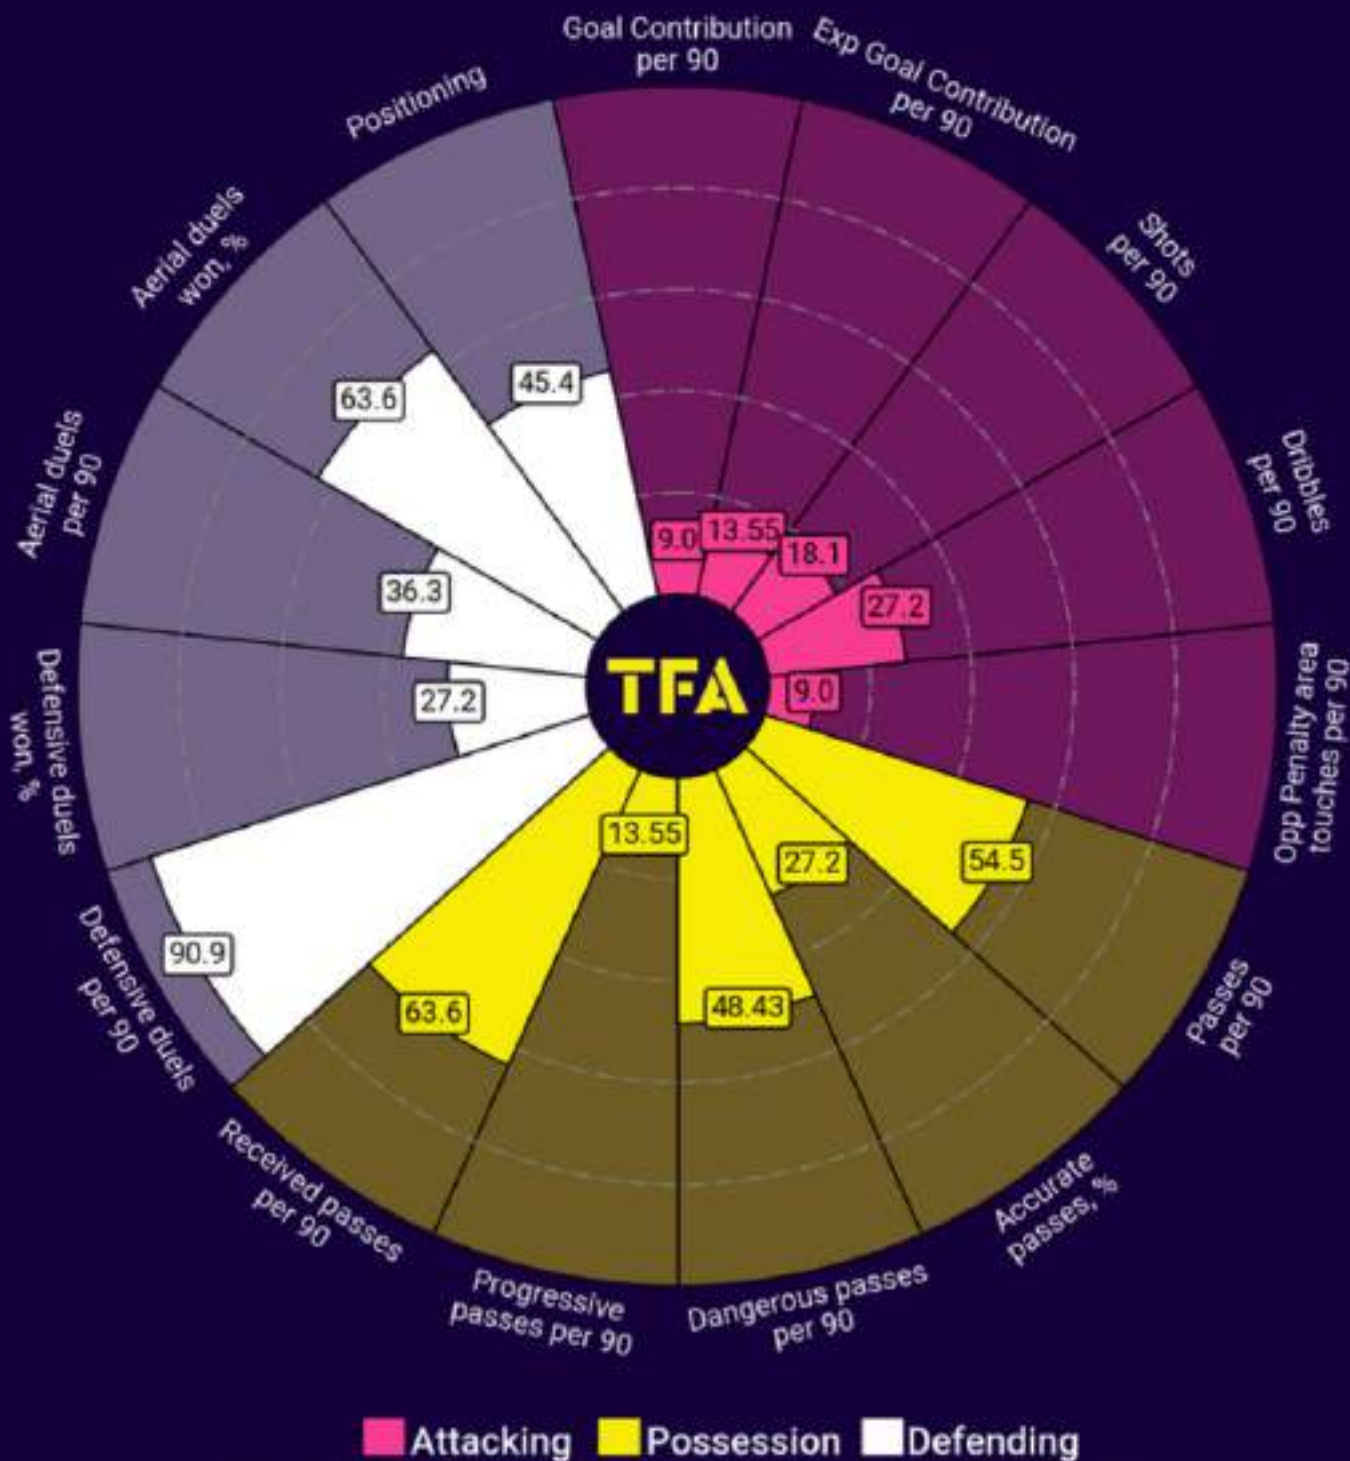 Goal Contribution
per 90
Exp Goal Contribution
per 90
Shots
per 90
Dribbles
per 90
Opp Penalty area
touches per 90
Passes
per 90
Accurate
passes, %
Dangerous passes
per 90
Progressive
passes per 90
Received passes
per 90
Defensive duels
per 90
Defensive duels
won, %
Aerial duels
per 90
Aerial duels
won, %
Positioning
9.0
13.55
18.1
27.2
9.0
54.5
27.2
48.43
13.55
63.6
90.9
27.2
36.3
63.6
45.4
TFA
Attacking
Possession
Defending